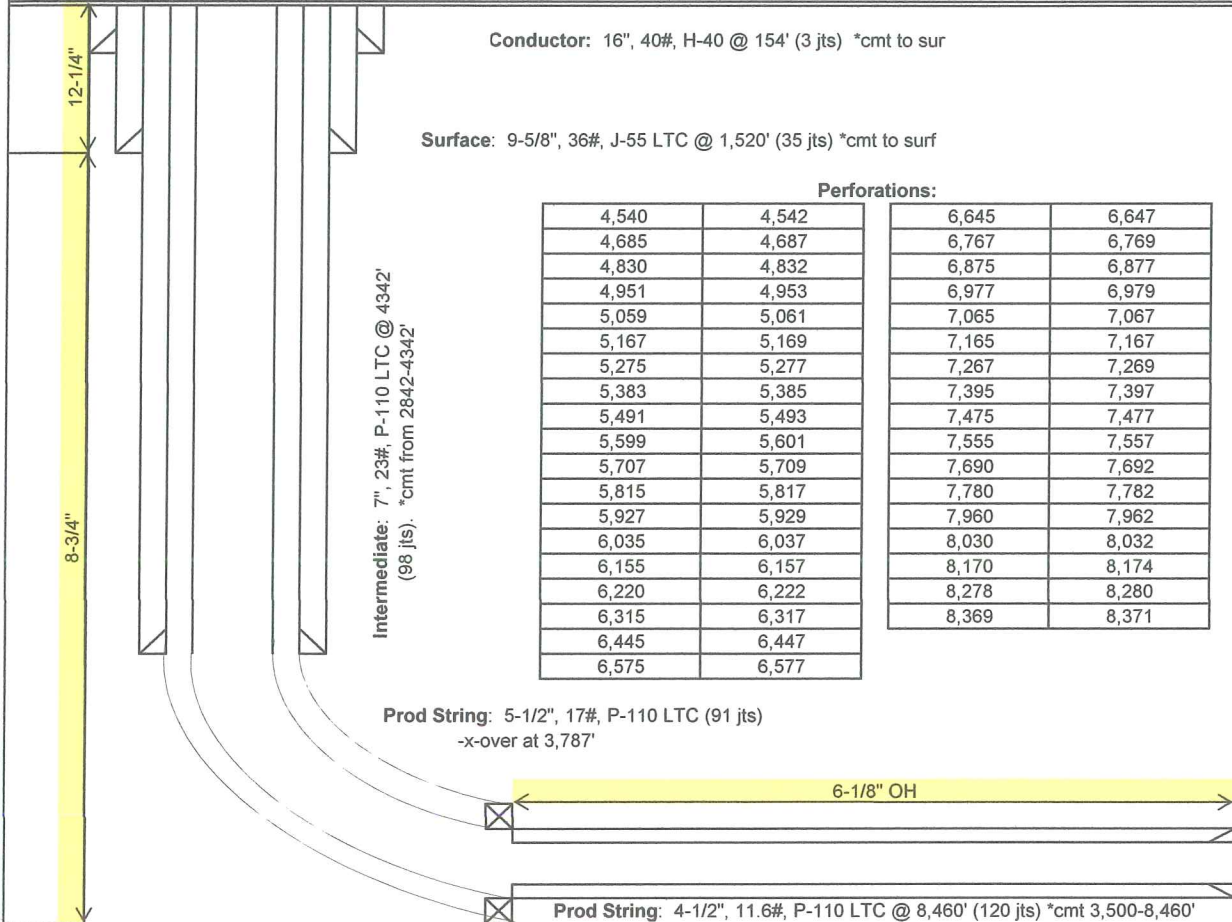 Conductor: 16", 40#, H-40 @ 154' (3 jts) *cmt to sur
12-1/4"
Surface: 9-5/8", 36#, J-55 LTC @ 1,520' (35 jts) *cmt to surf
Perforations:
4,540 4,542 6,645 6,647
4,685 4,687 6,767 6,769
4,830 4,832 6,875 6,877
4,951 4,953 6,977 6,979
5,059 5,061 7,065 7,067
5,167 5,169 7,165 7,167
5,275 5,277 7,267 7,269
5,383 5,385 7,395 7,397
5,491 5,493 7,475 7,477
5,599 5,601 7,555 7,557
5,707 5,709 7,690 7,692
5,815 5,817 7,780 7,782
5,927 5,929 7,960 7,962
6,035 6,037 8,030 8,032
6,155 6,157 8,170 8,174
6,220 6,222 8,278 8,280
6,315 6,317 8,369 8,371
6,445 6,447
6,575 6,577
Intermediate: 7", 23#, P-110 LTC @ 4342'
(98 jts). *cmt from 2842-4342'
8-3/4"
Prod String: 5-1/2", 17#, P-110 LTC (91 jts)
-x-over at 3,787'
6-1/8" OH
Prod String: 4-1/2", 11.6#, P-110 LTC @ 8,460' (120 jts) *cmt 3,500-8,460'